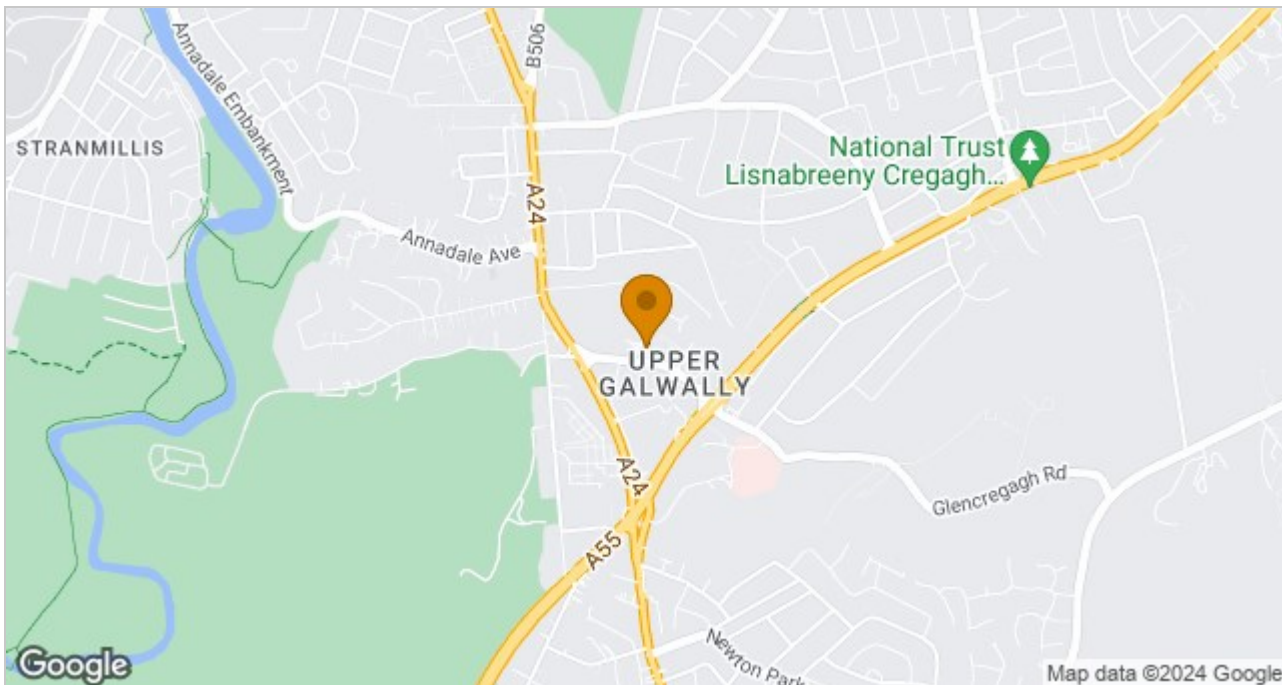 Annadale Embankment
B506
STRANMILLIS
National Trust
Lisnabreeny Cregagh...
A24
Annadale Ave
UPPER
GALWALLY
A24
Glencregagh Rd
A55
Newton Park
Google
Map data ©2024 Google